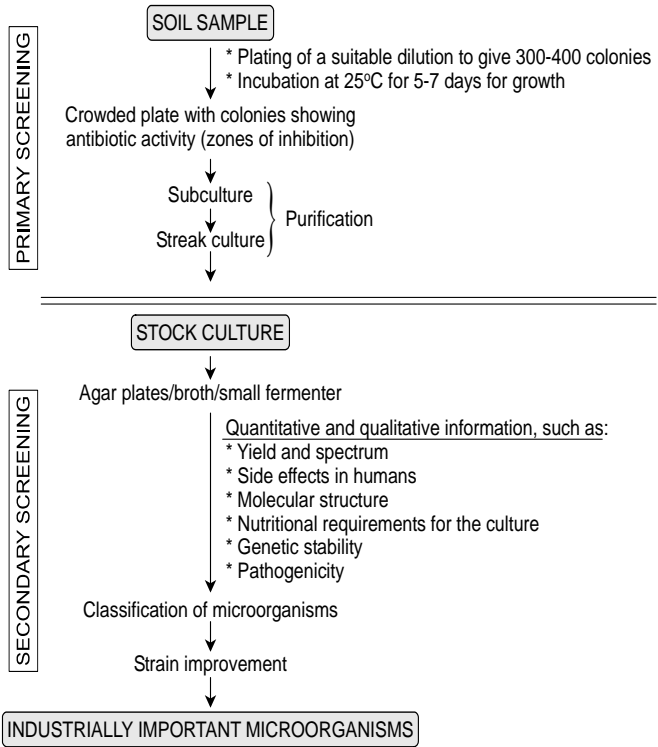 PRIMARY SCREENING
SOIL SAMPLE
* Plating of a suitable dilution to give 300-400 colonies
* Incubation at 25ºC for 5-7 days for growth
Crowded plate with colonies showing
antibiotic activity (zones of inhibition)
Subculture
Purification
Streak culture
SECONDARY SCREENING
STOCK CULTURE
Agar plates/broth/small fermenter
Quantitative and qualitative information, such as:
* Yield and spectrum
* Side effects in humans
* Molecular structure
* Nutritional requirements for the culture
* Genetic stability
* Pathogenicity
Classification of microorganisms
Strain improvement
INDUSTRIALLY IMPORTANT MICROORGANISMS